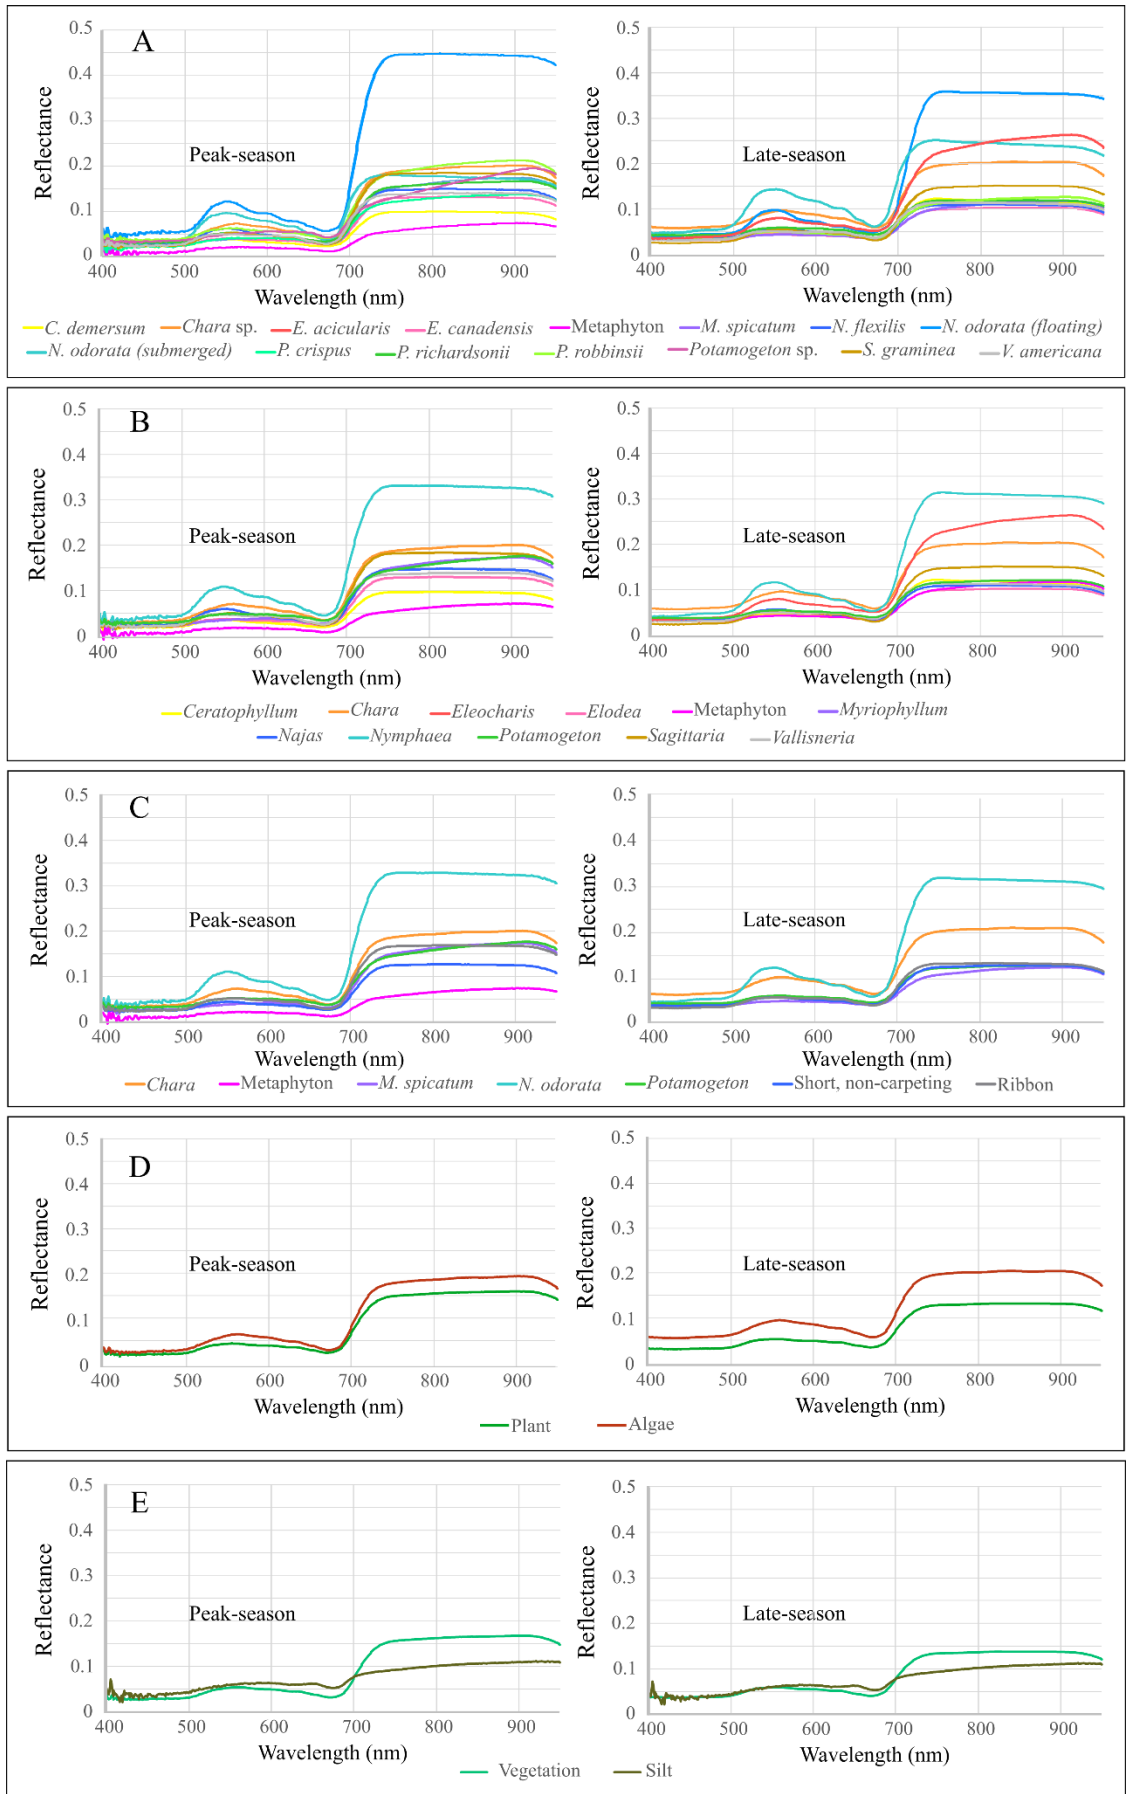 A
Reflectance
0.5
0.4
0.3
0.2
0.1
0
Peak-season
400 500 600 700 800 900
Wavelength (nm)
Reflectance
0.5
0.4
0.3
0.2
0.1
0
Late-season
400 500 600 700 800 900
Wavelength (nm)
C. demersum Chara sp. E. acicularis E. canadensis Metaphyton M. spicatum N. flexilis N. odorata (floating)
N. odorata (submerged) P. crispus P. richardsonii P. robbinsii Potamogeton sp. S. graminea V. americana
B
Reflectance
0.5
0.4
0.3
0.2
0.1
0
Peak-season
400 500 600 700 800 900
Wavelength (nm)
Reflectance
0.5
0.4
0.3
0.2
0.1
0
Late-season
400 500 600 700 800 900
Wavelength (nm)
Ceratophyllum Chara Eleocharis Elodea Metaphyton Myriophyllum
Najas Nymphaea Potamogeton Sagittaria Vallisneria
C
Reflectance
0.5
0.4
0.3
0.2
0.1
0
Peak-season
400 500 600 700 800 900
Wavelength (nm)
Reflectance
0.5
0.4
0.3
0.2
0.1
0
Late-season
400 500 600 700 800 900
Wavelength (nm)
Chara Metaphyton M. spicatum N. odorata Potamogeton Short, non-carpeting Ribbon
D
Reflectance
0.5
0.4
0.3
0.2
0.1
0
Peak-season
400 500 600 700 800 900
Wavelength (nm)
Reflectance
0.5
0.4
0.3
0.2
0.1
0
Late-season
400 500 600 700 800 900
Wavelength (nm)
Plant Algae
E
Reflectance
0.5
0.4
0.3
0.2
0.1
0
Peak-season
400 500 600 700 800 900
Wavelength (nm)
Reflectance
0.5
0.4
0.3
0.2
0.1
0
Late-season
400 500 600 700 800 900
Wavelength (nm)
Vegetation Silt